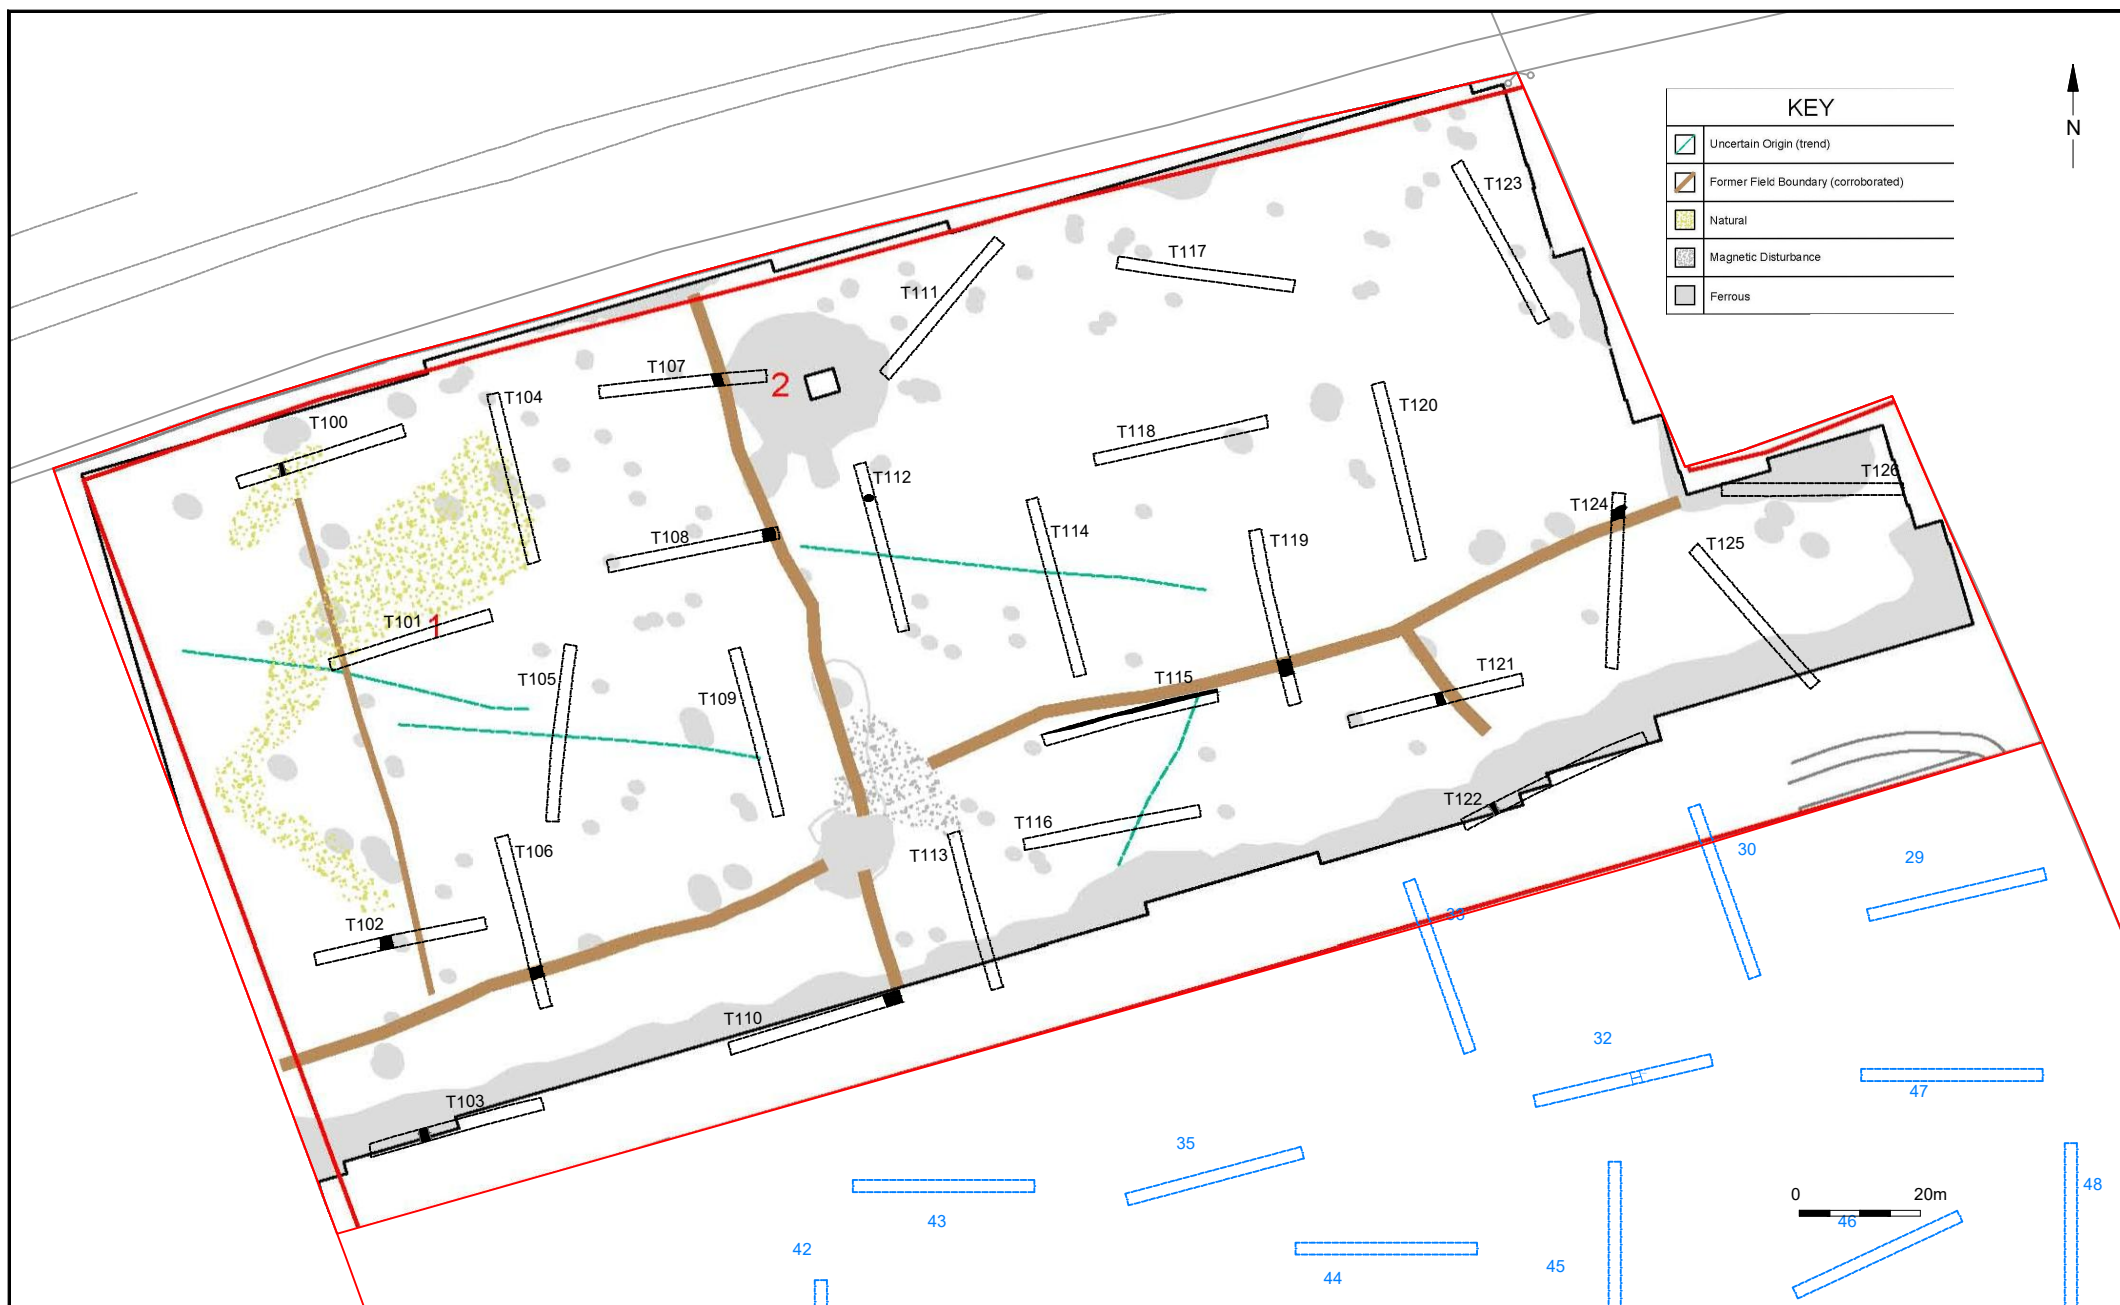 KEY
Uncertain Origin (trend)
Former Field Boundary (corroborated)
Natural
Magnetic Disturbance
Ferrous
N
T123
T117
T111
T107
2
T104
T100
T120
T118
T112
T126
T124
T108
T114
T119
T125
T101
1
T105
T109
T115
T121
T122
T116
T106
T113
30
29
33
T102
T110
32
T103
47
35
0 20m
48
43
46
42
45
44